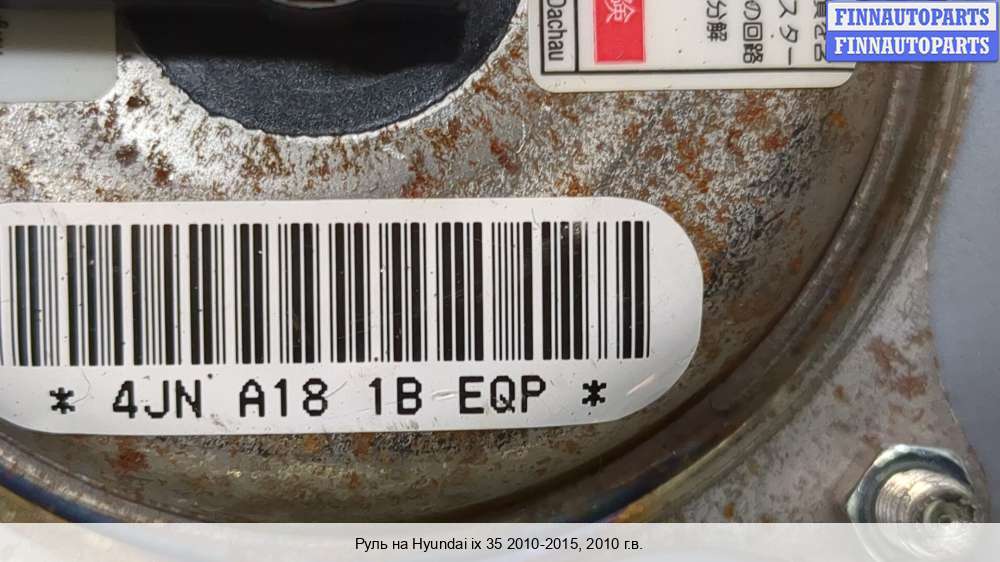 FINNAUTOPARTS
FINNAUTOPARTS
Dachau
険
分解
の回路
スター
* 4JN A18 1B EQP *
Руль на Hyundai ix 35 2010-2015, 2010 г.в.